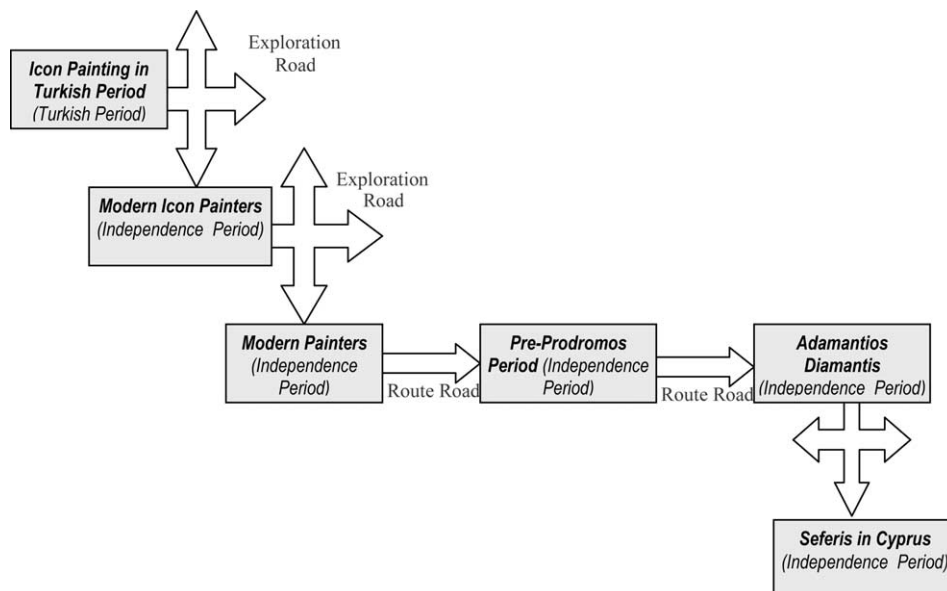 Exploration
Road
Icon Painting in
Turkish Period
(Turkish Period)
Exploration
Road
Modern Icon Painters
(Independence Period)
Modern Painters
(Independence
Period)
Route Road
Pre-Prodromos
Period (Independence
Period)
Route Road
Adamantios
Diamantis
(Independence Period)
Seferis in Cyprus
(Independence Period)